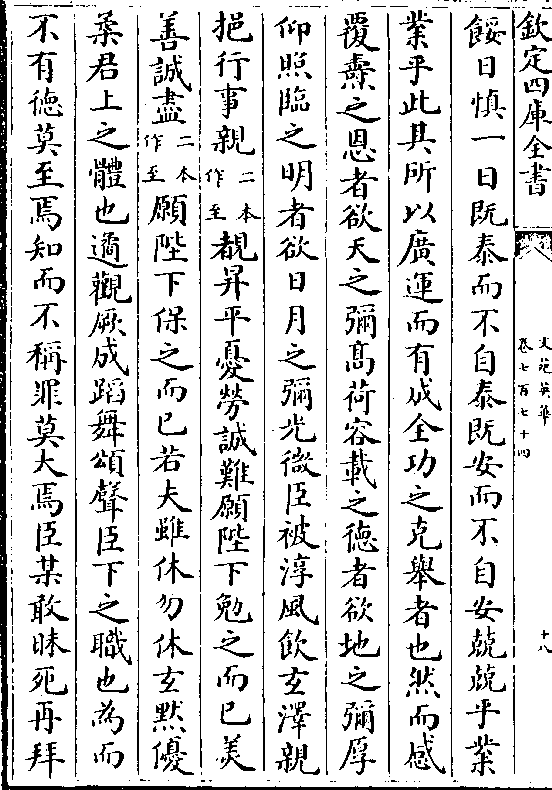 欽定四庫全書
文苑英華
卷七百七十四
十八
餒日慎一日既泰而不自泰既安而不自安兢兢乎業
業乎此其所以廣運而有成全功之克舉者也然而感
覆燾之恩者欲天之彌髙荷容載之徳者欲地之彌厚
仰照臨之明者欲日月之彌光微臣被淳風飲玄澤親
挹行事親二本作至覩昇平憂勞誠難願陛下勉之而已美
善誠盡二本作至願陛下保之而已若夫雖休勿休玄黙優
柔君上之體也遹觀厥成蹈舞頌聲臣下之職也為而
不有徳莫至焉知而不稱罪莫大焉臣某敢昧死再拜